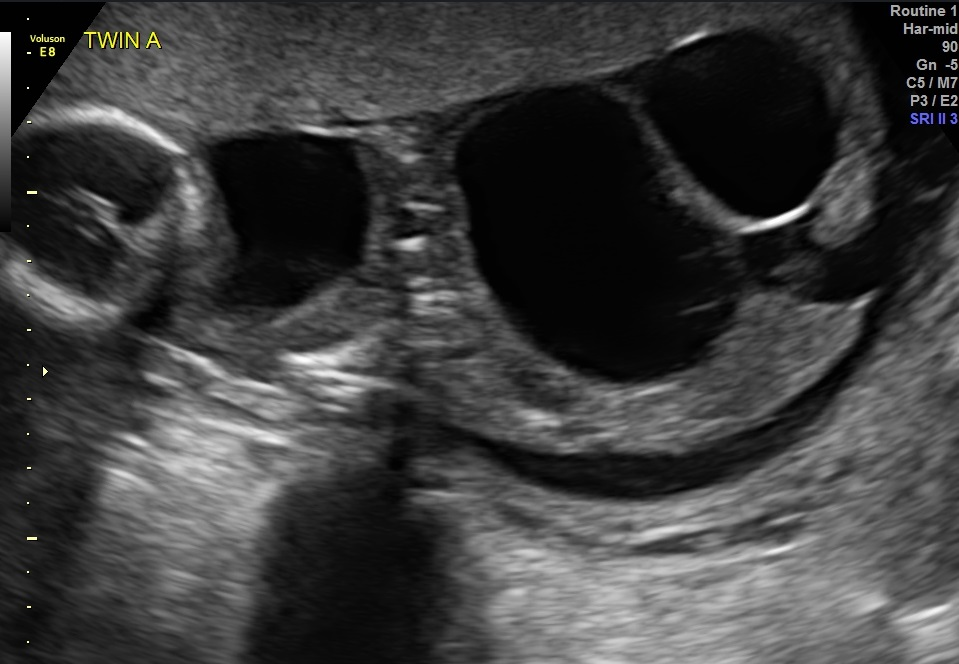 Voluson
E8
TWIN A
Routine 1
Har-mid
90
Gn -5
C5 / M7
P3 / E2
SRI II 3